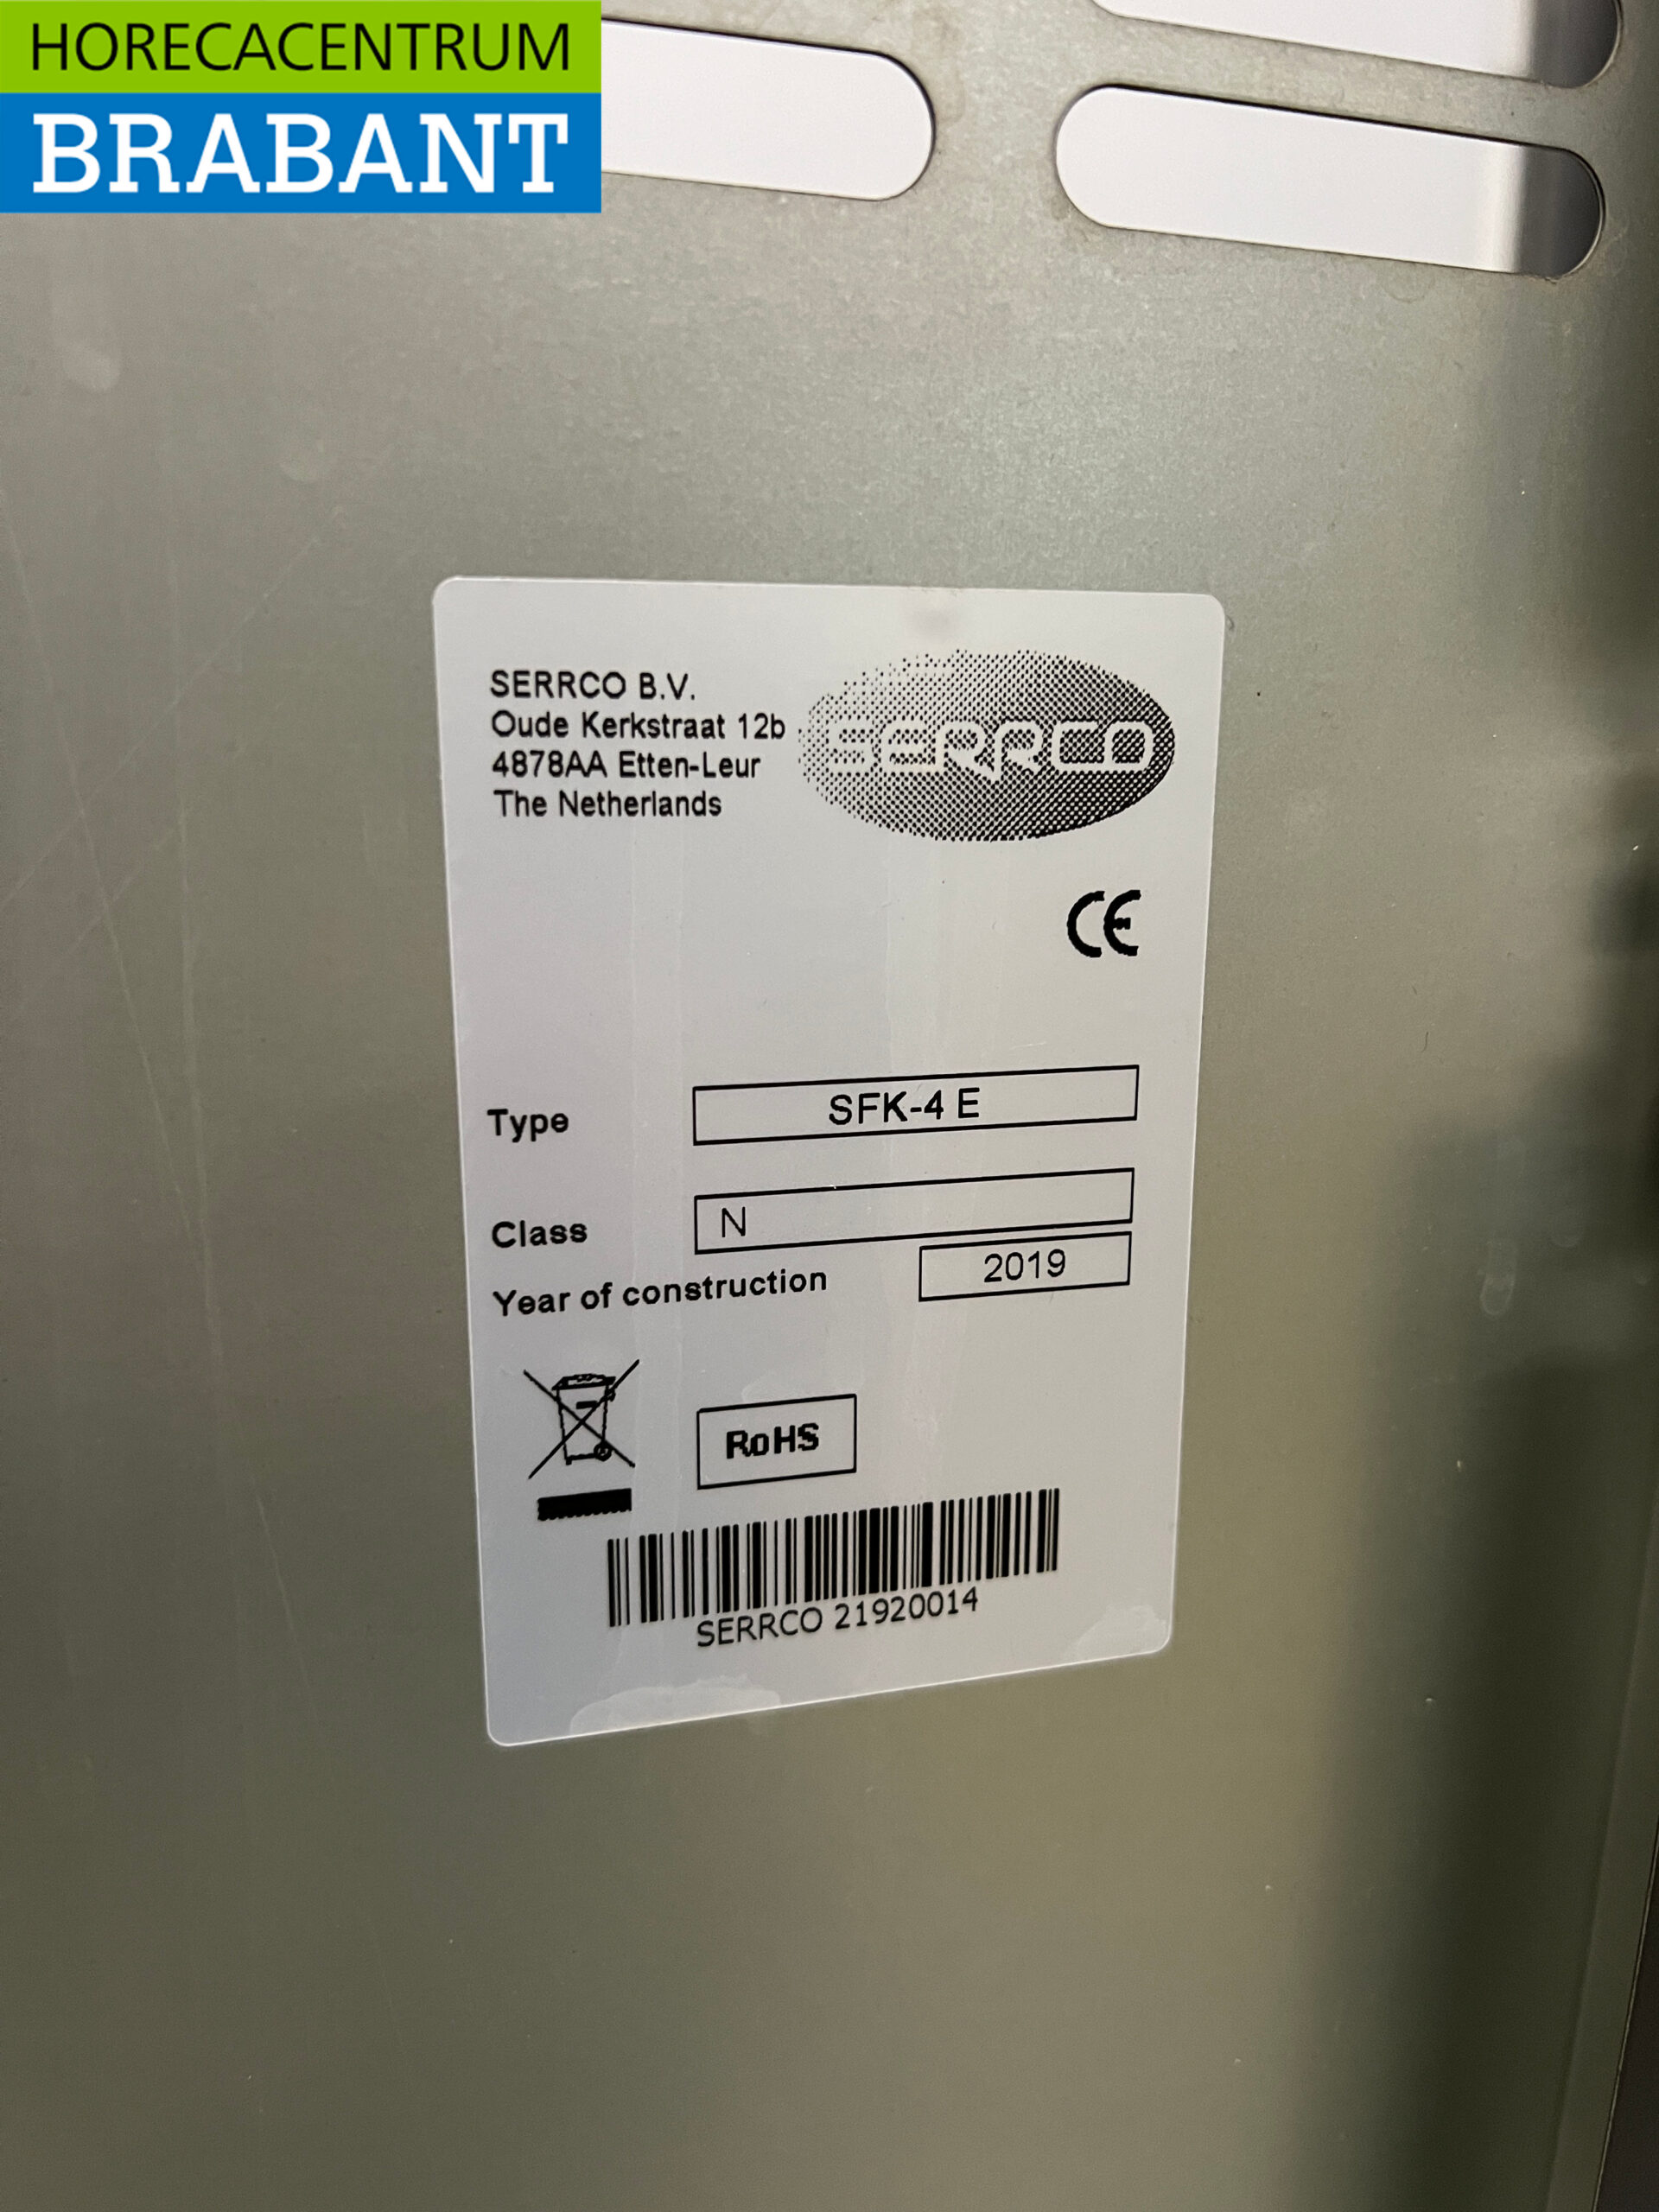 HORECACENTRUM
BRABANT
SERRCO B.V.
Oude Kerkstraat 12b
4878AA Etten-Leur
The Netherlands
SERRCO
CE
Type SFK-4 E
Class N
Year of construction 2019
RoHS
SERRCO 21920014